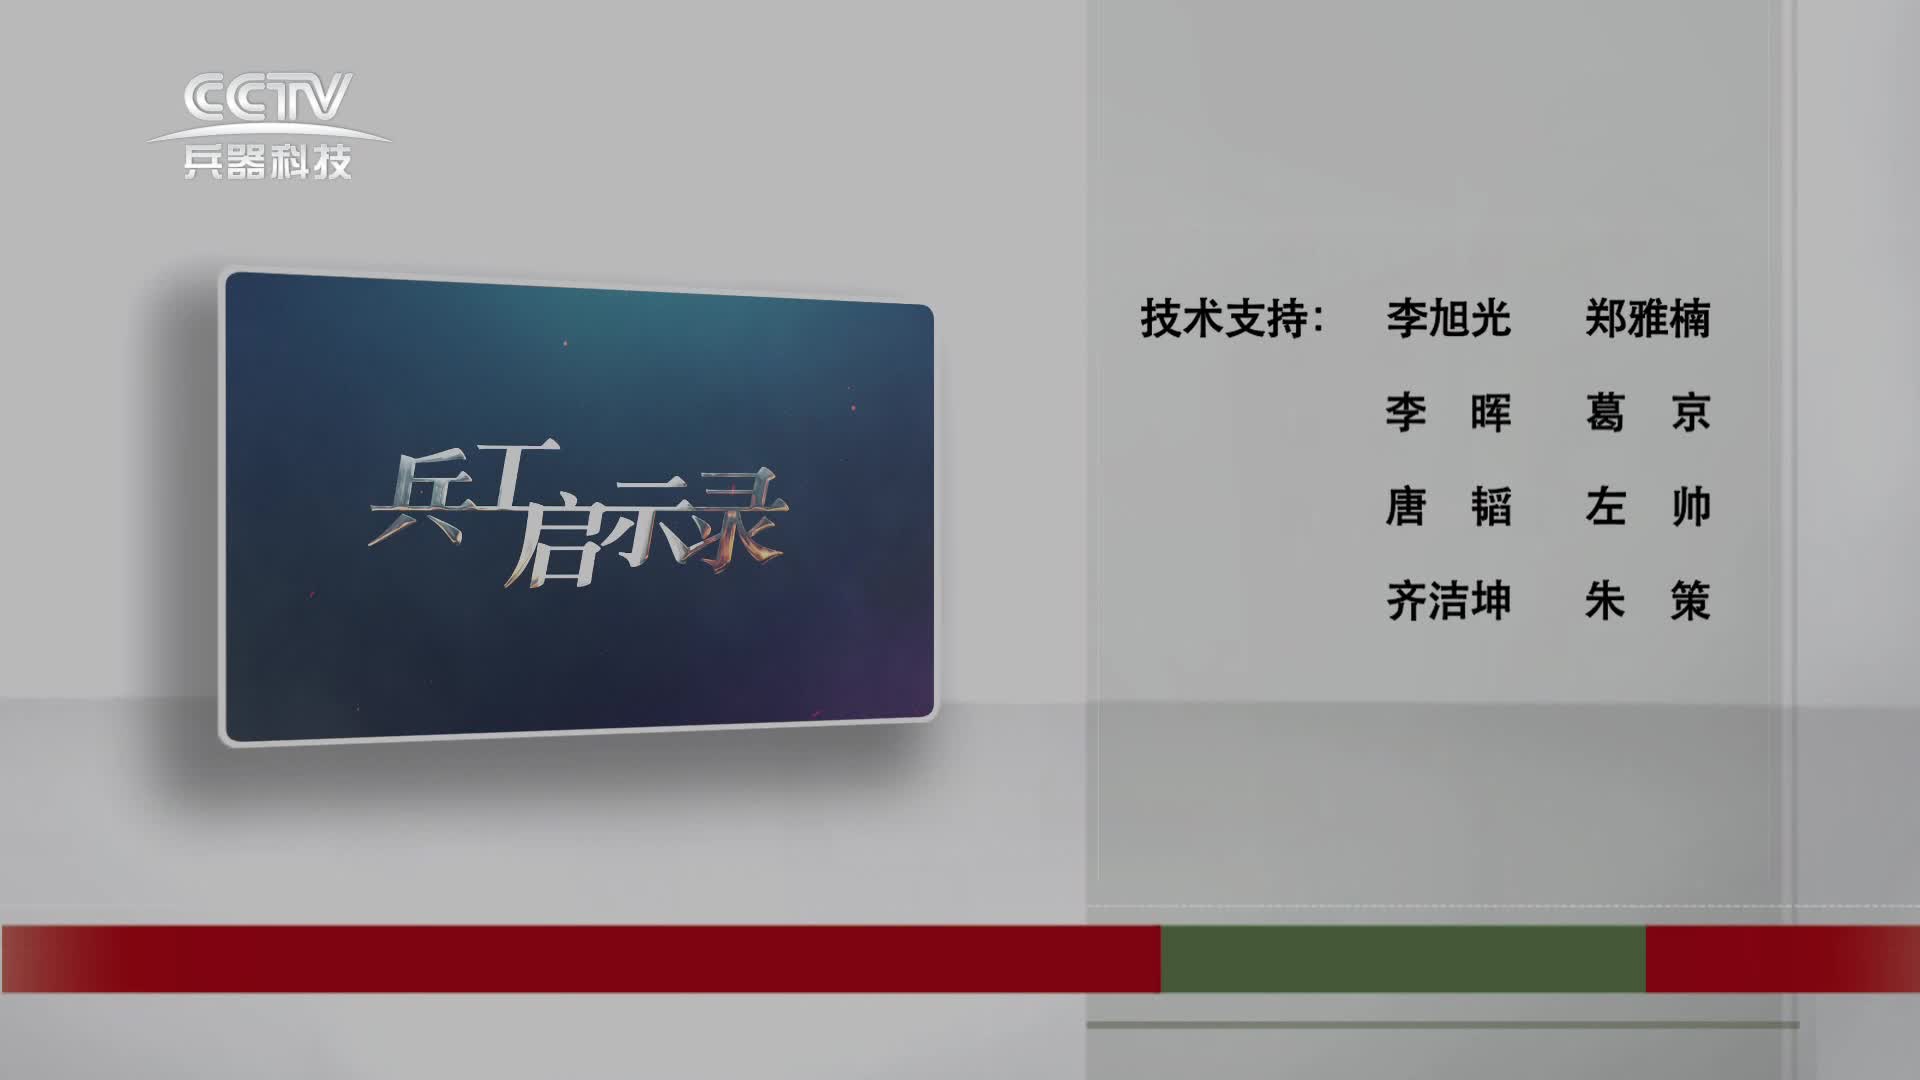 CCTV
兵器科技
兵工启示录
技术支持： 李旭光 郑雅楠
李 晖 葛 京
唐 韬 左 帅
齐洁坤 朱 策